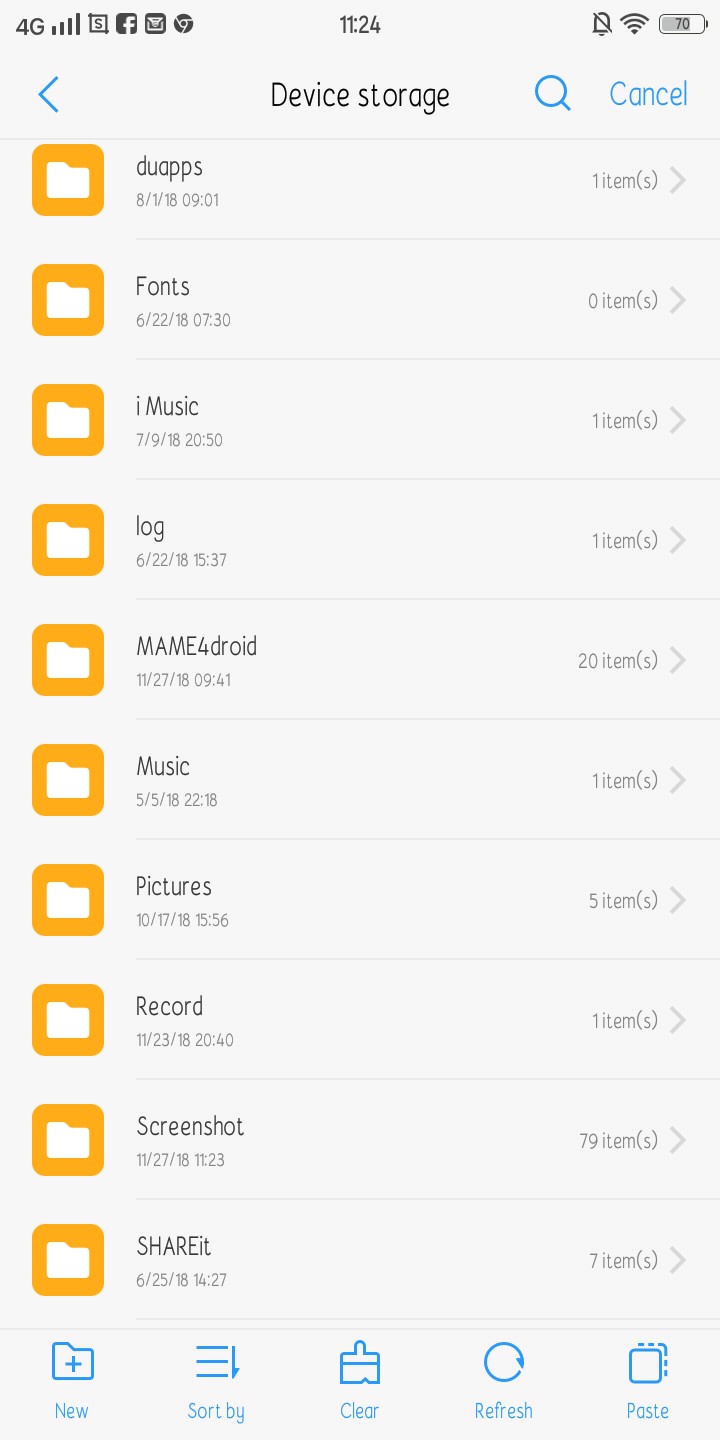 4G 11:24 70
Device storage Cancel
duapps
8/1/18 09:01
1 item(s)
Fonts
6/22/18 07:30
0 item(s)
i Music
7/9/18 20:50
1 item(s)
log
6/22/18 15:37
1 item(s)
MAME4droid
11/27/18 09:41
20 item(s)
Music
5/5/18 22:18
1 item(s)
Pictures
10/17/18 15:56
5 item(s)
Record
11/23/18 20:40
1 item(s)
Screenshot
11/27/18 11:23
79 item(s)
SHAREit
6/25/18 14:27
7 item(s)
New Sort by Clear Refresh Paste